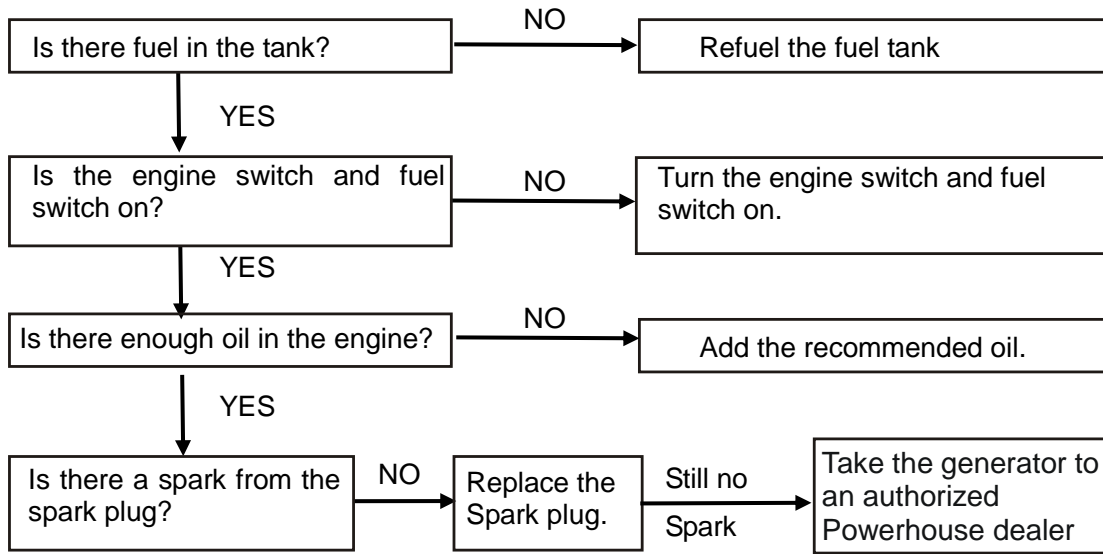 Is there fuel in the tank?
NO
Refuel the fuel tank
YES
Is the engine switch and fuel
switch on?
NO
Turn the engine switch and fuel
switch on.
YES
Is there enough oil in the engine?
NO
Add the recommended oil.
YES
Is there a spark from the
spark plug?
NO
Replace the
Spark plug.
Still no
Spark
Take the generator to
an authorized
Powerhouse dealer